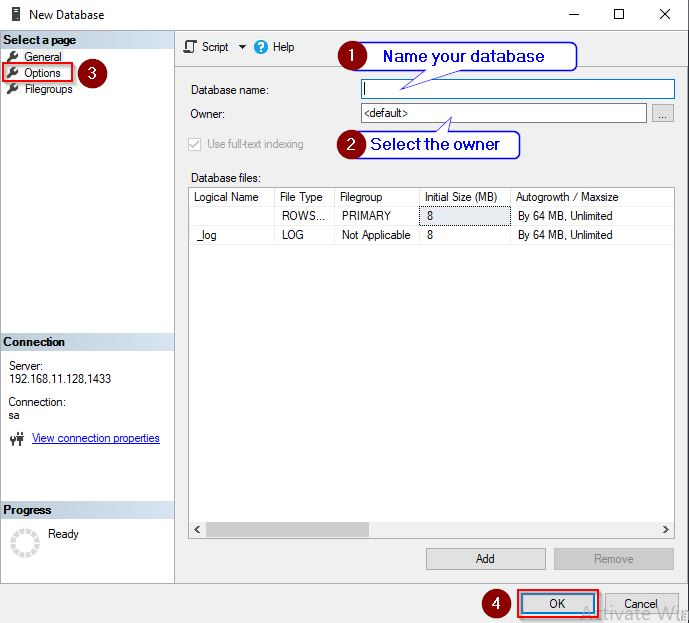 New Database
Select a page
General
Options
3
Filegroups
Script
Help
1
Name your database
Database name:
Owner:
<default>
...
Use full-text indexing
2
Select the owner
Database files:
Logical Name File Type Filegroup Initial Size (MB) Autogrowth / Maxsize
ROWS... PRIMARY 8 By 64 MB, Unlimited
_log LOG Not Applicable 8 By 64 MB, Unlimited
Connection
Server:
192.168.11.128,1433
Connection:
sa
View connection properties
Progress
Ready
Add
Remove
4
OK
Cancel
Activate Win